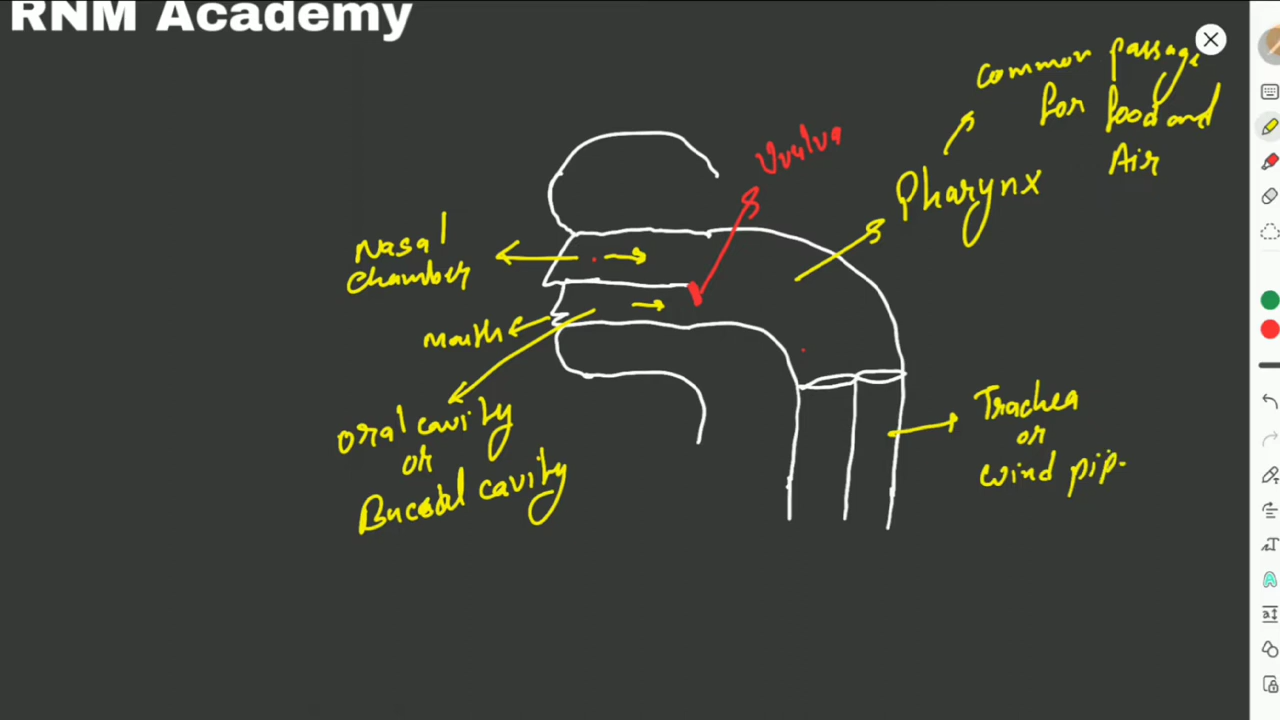 RNM Academy
common passage
for food and
Air
Pharynx
Uvulva
Nasal
chamber
Mouth
oral cavity
or
Buccal cavity
Trachea
or
wind pip